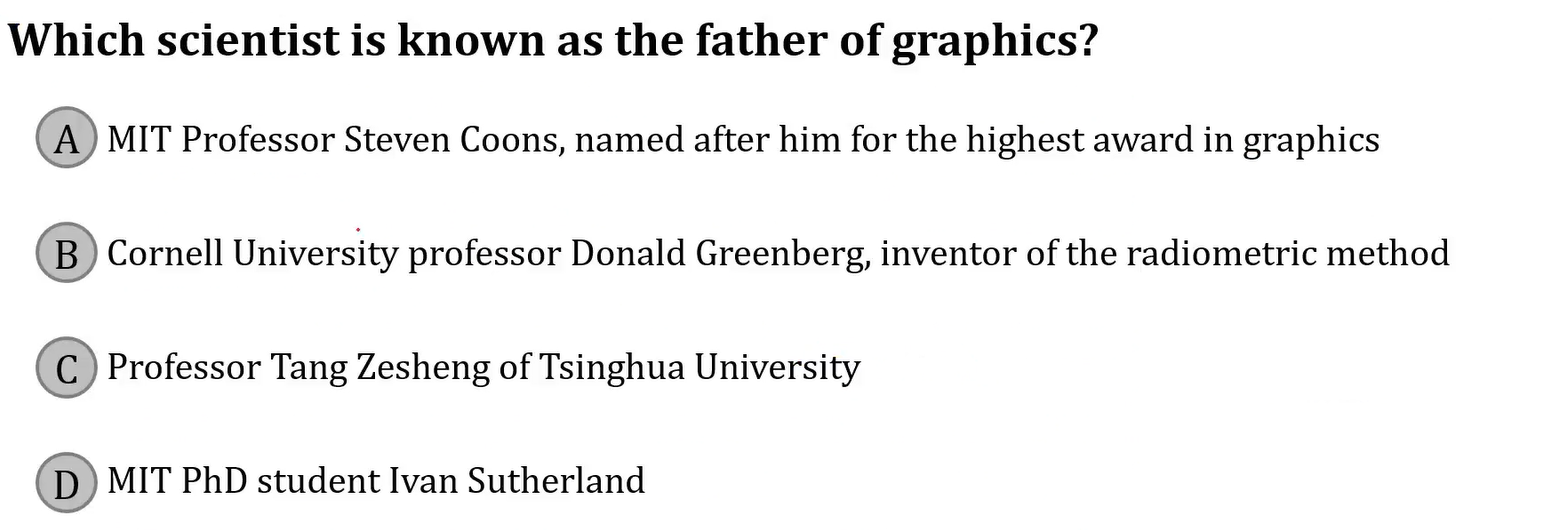 Which scientist is known as the father of graphics?
A MIT Professor Steven Coons, named after him for the highest award in graphics
B Cornell University professor Donald Greenberg, inventor of the radiometric method
C Professor Tang Zesheng of Tsinghua University
D MIT PhD student Ivan Sutherland